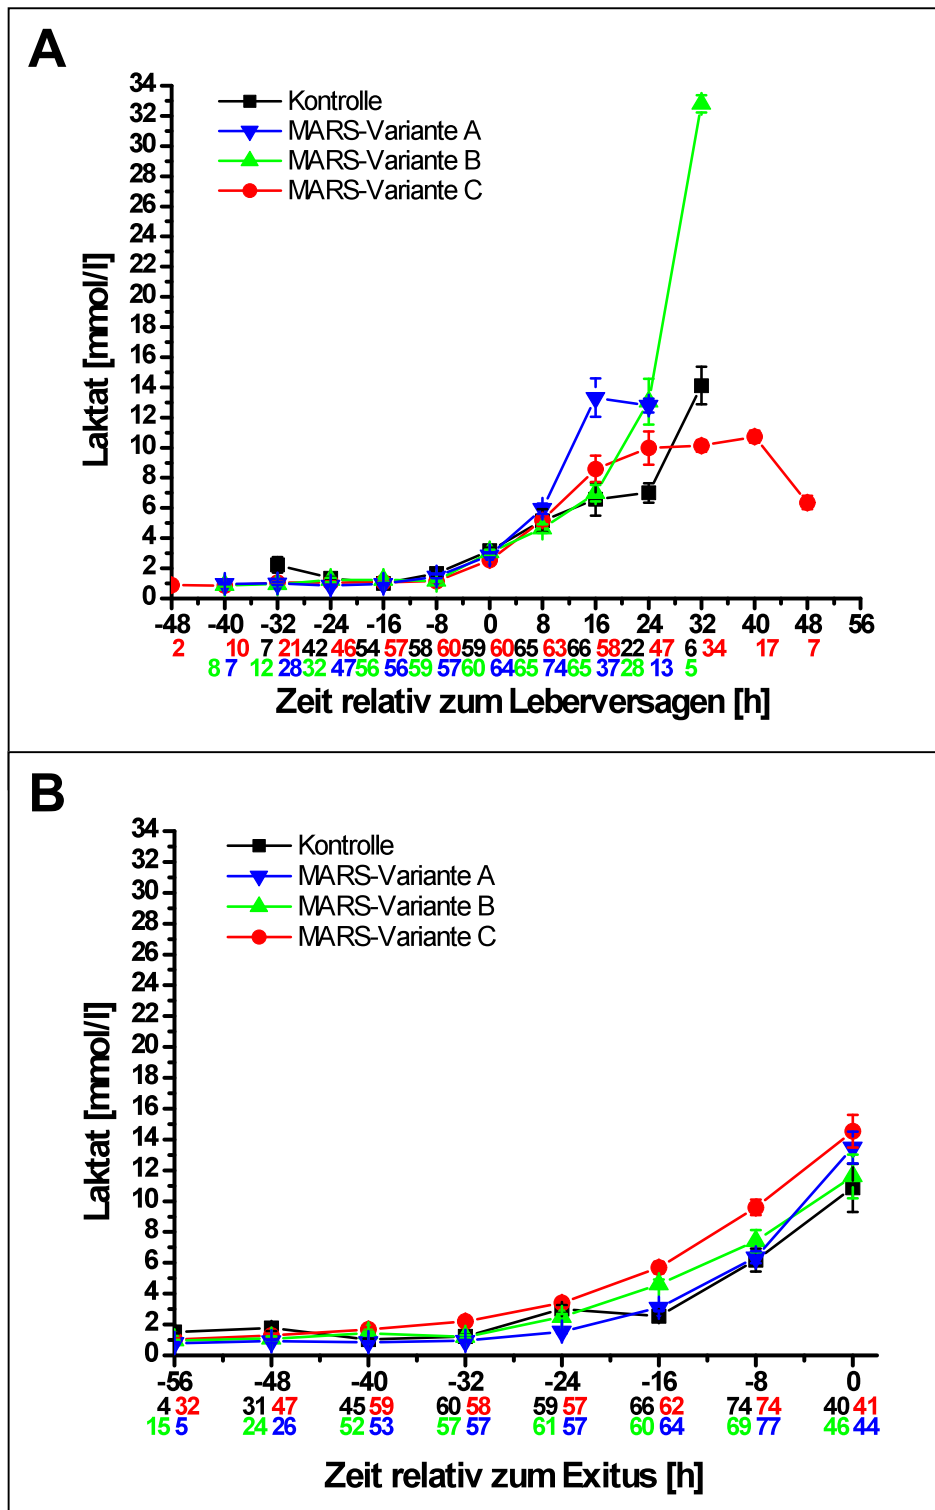 A
34
32
30
28
26
24
22
20
18
16
14
12
10
8
6
4
2
0
Laktat [mmol/l]
Kontrolle
MARS-Variante A
MARS-Variante B
MARS-Variante C
-48 -40 -32 -24 -16 -8 0 8 16 24 32 40 48 56
2 10 7 21 42 46 54 57 58 60 59 60 65 63 66 58 22 47 6 34 17 7
8 7 12 28 32 47 56 56 59 57 60 64 65 74 65 37 28 13 5
Zeit relativ zum Leberversagen [h]
B
34
32
30
28
26
24
22
20
18
16
14
12
10
8
6
4
2
0
Laktat [mmol/l]
Kontrolle
MARS-Variante A
MARS-Variante B
MARS-Variante C
-56 -48 -40 -32 -24 -16 -8 0
4 32 31 47 45 59 60 58 59 57 66 62 74 74 40 41
15 5 24 26 52 53 57 57 61 57 60 64 69 77 46 44
Zeit relativ zum Exitus [h]